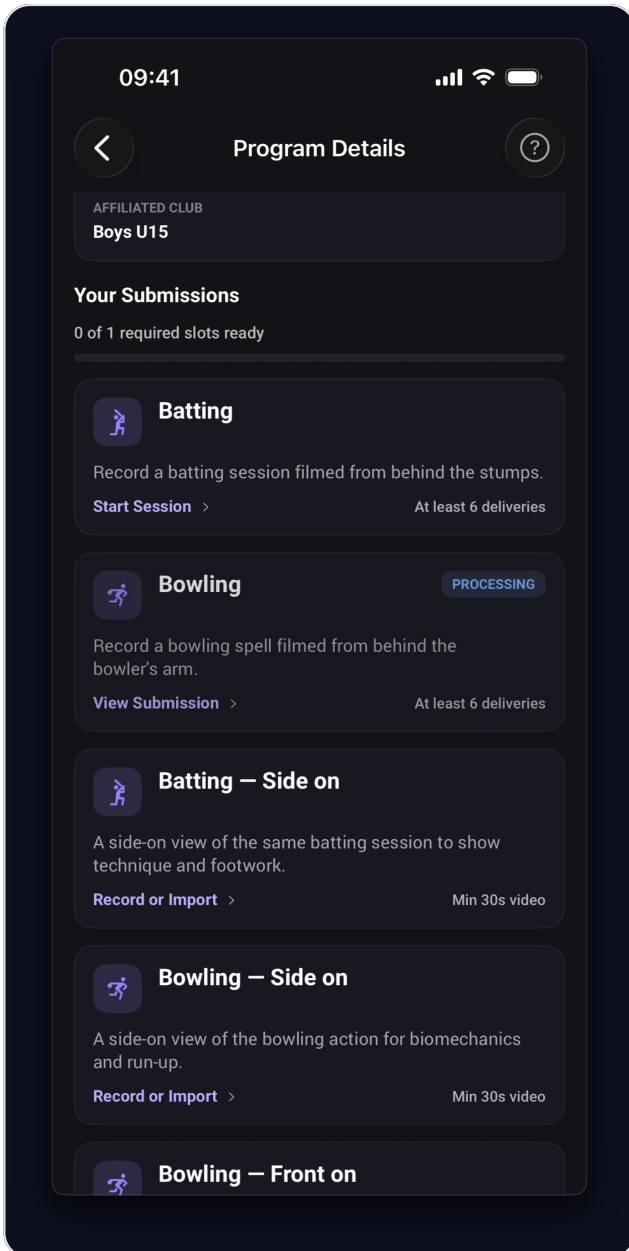 09:41
Program Details
?
AFFILIATED CLUB
Boys U15
Your Submissions
0 of 1 required slots ready
Batting
Record a batting session filmed from behind the stumps.
Start Session
At least 6 deliveries
Bowling
PROCESSING
Record a bowling spell filmed from behind the
bowler's arm.
View Submission
At least 6 deliveries
Batting — Side on
A side-on view of the same batting session to show
technique and footwork.
Record or Import
Min 30s video
Bowling — Side on
A side-on view of the bowling action for biomechanics
and run-up.
Record or Import
Min 30s video
Bowling — Front on